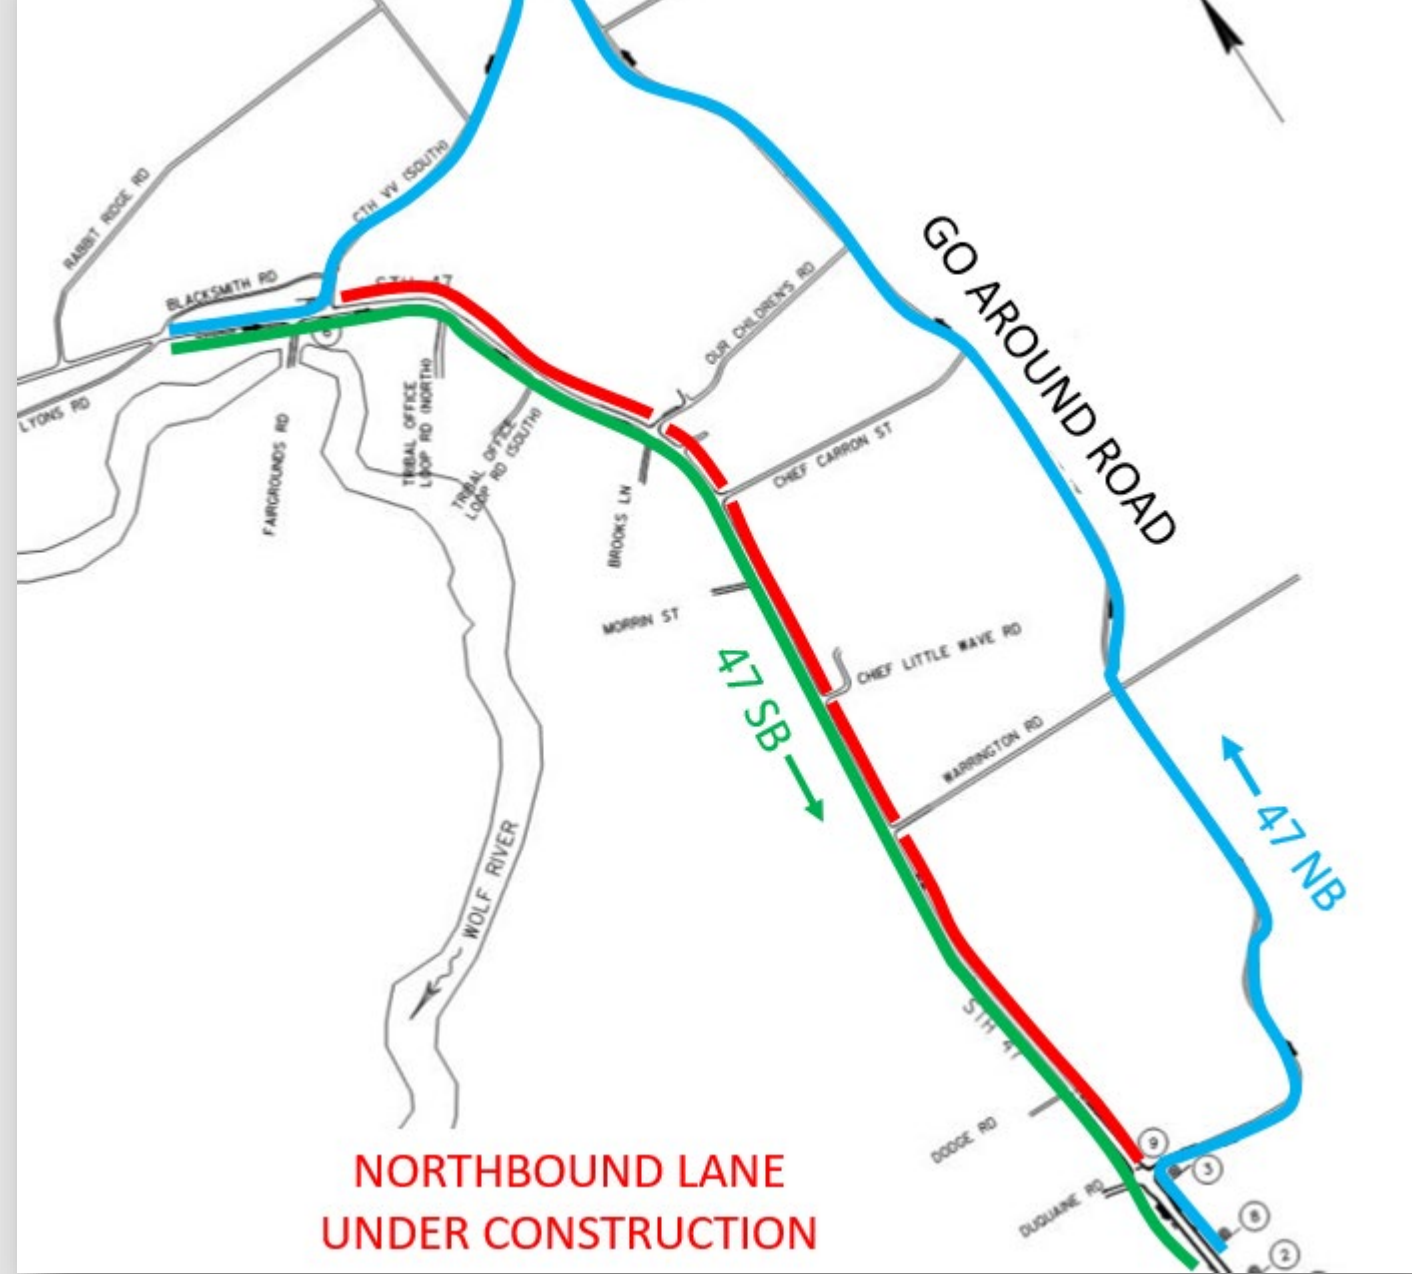 RABBIT RIDGE RD
CTH VV (SOUTH)
BLACKSMITH RD
STH 47
LYONS RD
FAIRGROUNDS RD
TRIBAL OFFICE
LOOP RD (NORTH)
TRIBAL OFFICE
LOOP RD (SOUTH)
OUR CHILDREN'S RD
GO AROUND ROAD
CHIEF CARRON ST
BROOKS LN
MORRIN ST
CHIEF LITTLE WAVE RD
47 SB
WARRINGTON RD
47 NB
WOLF RIVER
STH 47
DODGE RD
DUQUAINE RD
9
3
8
2
NORTHBOUND LANE
UNDER CONSTRUCTION